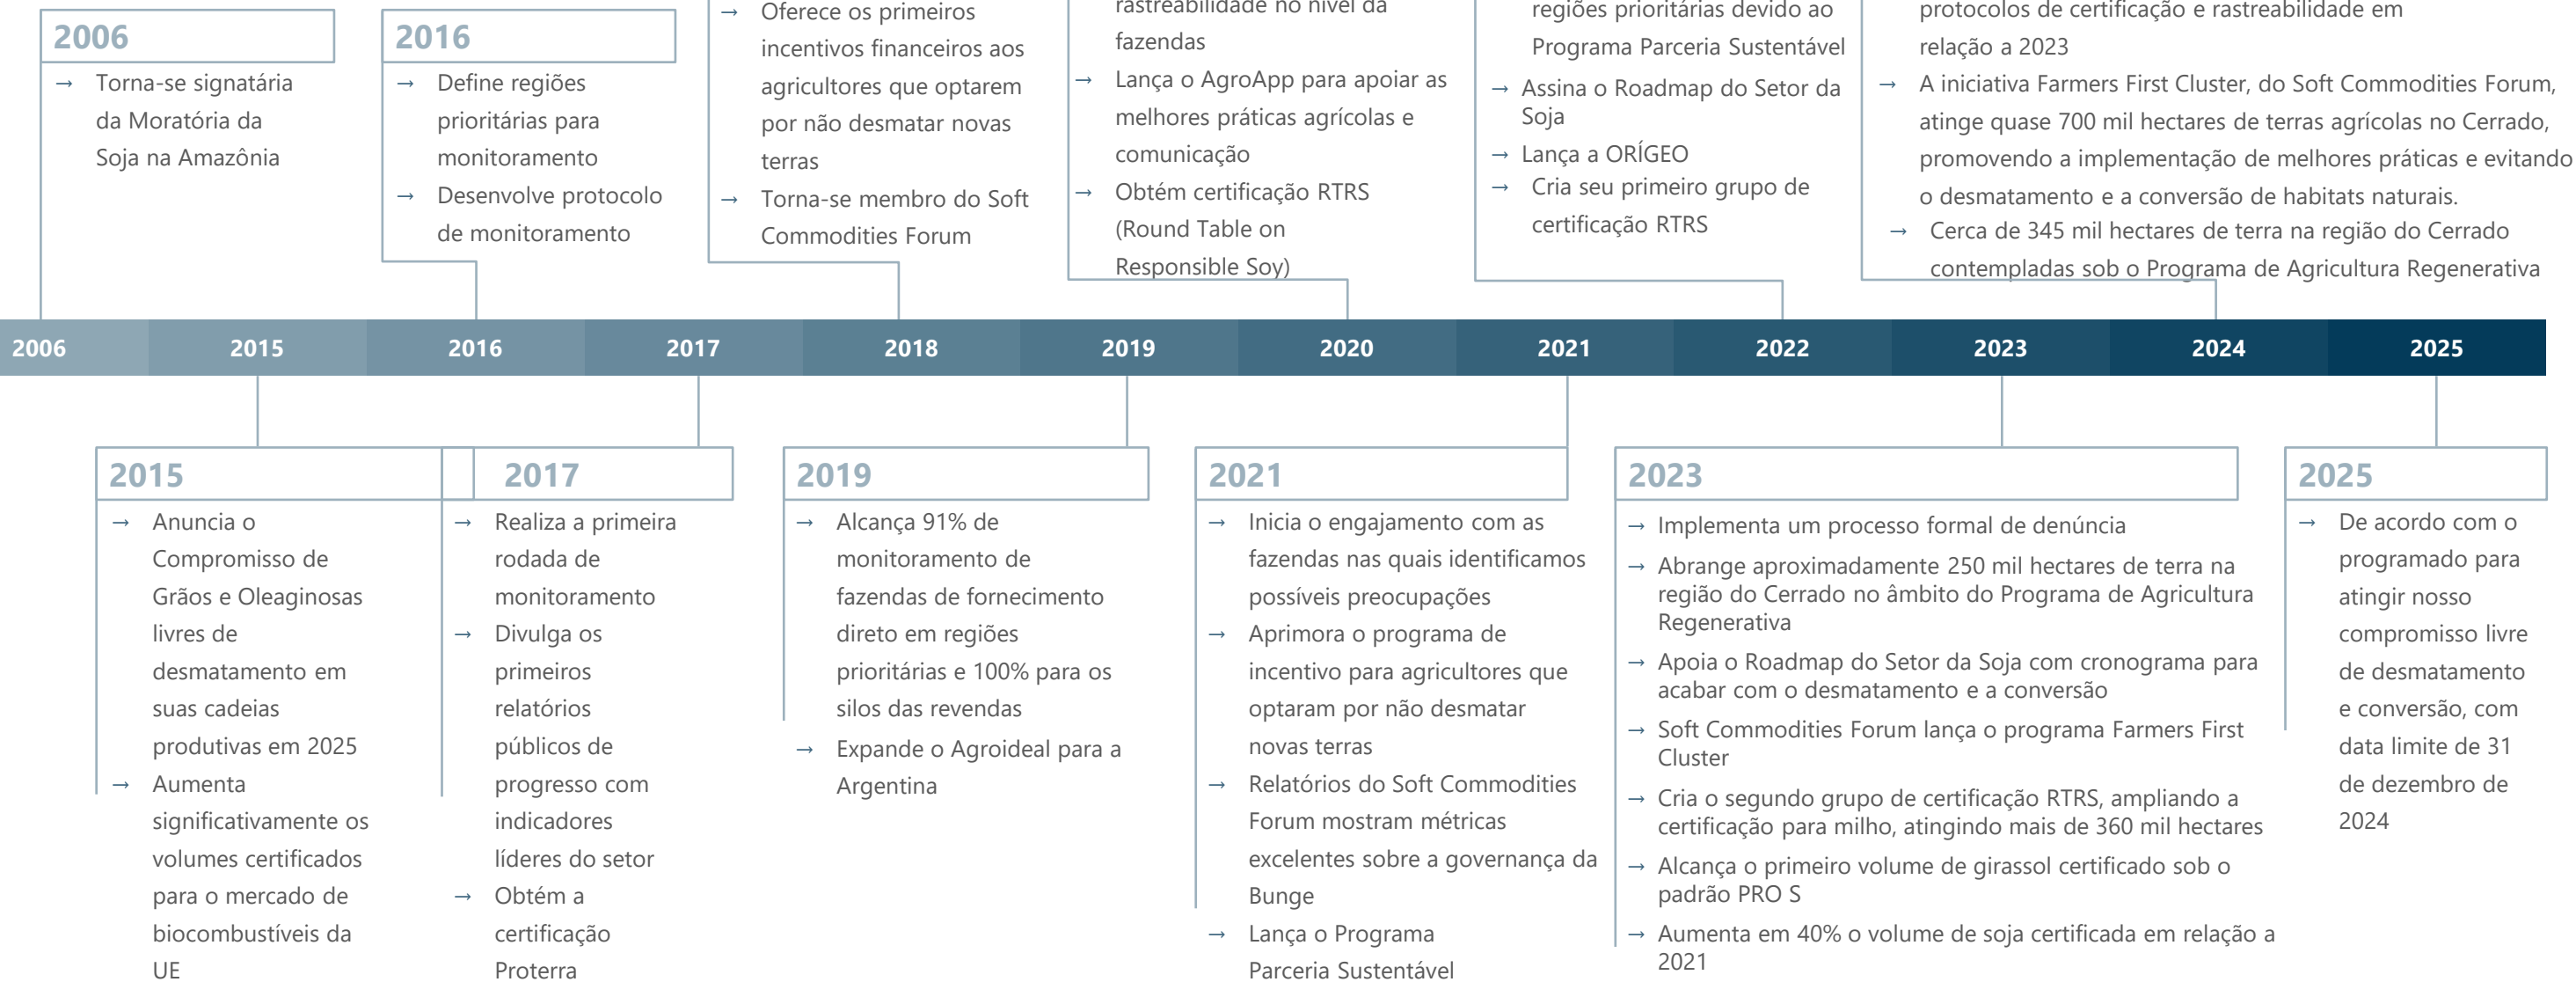 2006
→ Torna-se signatária
da Moratória da
Soja na Amazônia
2016
→ Define regiões
prioritárias para
monitoramento
→ Desenvolve protocolo
de monitoramento
→ Oferece os primeiros
incentivos financeiros aos
agricultores que optarem
por não desmatar novas
terras
→ Torna-se membro do Soft
Commodities Forum
rastreabilidade no nível da
fazendas
→ Lança o AgroApp para apoiar as
melhores práticas agrícolas e
comunicação
→ Obtém certificação RTRS
(Round Table on
Responsible Soy)
regiões prioritárias devido ao
Programa Parceria Sustentável
→ Assina o Roadmap do Setor da
Soja
→ Lança a ORÍGEO
→ Cria seu primeiro grupo de
certificação RTRS
protocolos de certificação e rastreabilidade em
relação a 2023
→ A iniciativa Farmers First Cluster, do Soft Commodities Forum,
atinge quase 700 mil hectares de terras agrícolas no Cerrado,
promovendo a implementação de melhores práticas e evitando
o desmatamento e a conversão de habitats naturais.
→ Cerca de 345 mil hectares de terra na região do Cerrado
contempladas sob o Programa de Agricultura Regenerativa
2006 2015 2016 2017 2018 2019 2020 2021 2022 2023 2024 2025
2015
→ Anuncia o
Compromisso de
Grãos e Oleaginosas
livres de
desmatamento em
suas cadeias
produtivas em 2025
→ Aumenta
significativamente os
volumes certificados
para o mercado de
biocombustíveis da
UE
2017
→ Realiza a primeira
rodada de
monitoramento
→ Divulga os
primeiros
relatórios
públicos de
progresso com
indicadores
líderes do setor
→ Obtém a
certificação
Proterra
2019
→ Alcança 91% de
monitoramento de
fazendas de fornecimento
direto em regiões
prioritárias e 100% para os
silos das revendas
→ Expande o Agroideal para a
Argentina
2021
→ Inicia o engajamento com as
fazendas nas quais identificamos
possíveis preocupações
→ Aprimora o programa de
incentivo para agricultores que
optaram por não desmatar
novas terras
→ Relatórios do Soft Commodities
Forum mostram métricas
excelentes sobre a governança da
Bunge
→ Lança o Programa
Parceria Sustentável
2023
→ Implementa um processo formal de denúncia
→ Abrange aproximadamente 250 mil hectares de terra na
região do Cerrado no âmbito do Programa de Agricultura
Regenerativa
→ Apoia o Roadmap do Setor da Soja com cronograma para
acabar com o desmatamento e a conversão
→ Soft Commodities Forum lança o programa Farmers First
Cluster
→ Cria o segundo grupo de certificação RTRS, ampliando a
certificação para milho, atingindo mais de 360 mil hectares
→ Alcança o primeiro volume de girassol certificado sob o
padrão PRO S
→ Aumenta em 40% o volume de soja certificada em relação a
2021
2025
→ De acordo com o
programado para
atingir nosso
compromisso livre
de desmatamento
e conversão, com
data limite de 31
de dezembro de
2024